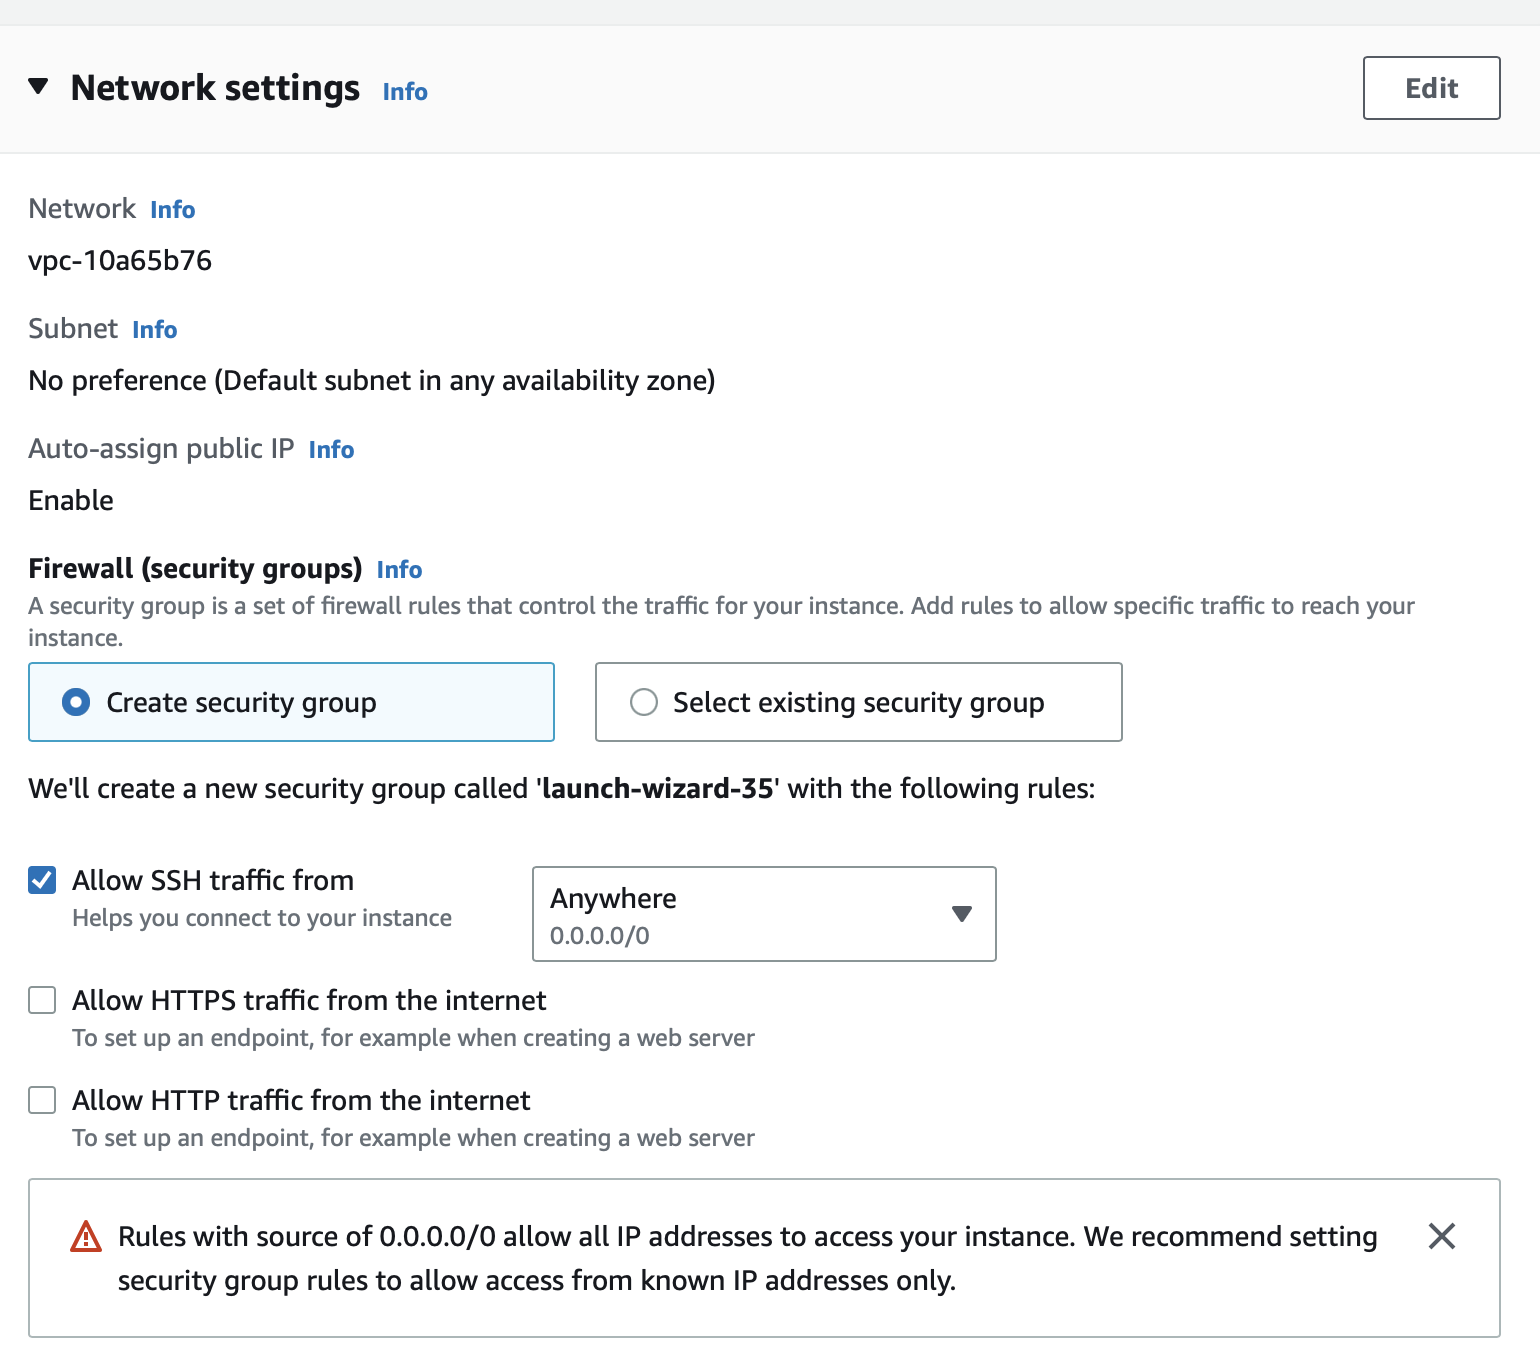 Network settings Info
Edit
Network Info
vpc-10a65b76
Subnet Info
No preference (Default subnet in any availability zone)
Auto-assign public IP Info
Enable
Firewall (security groups) Info
A security group is a set of firewall rules that control the traffic for your instance. Add rules to allow specific traffic to reach your
instance.
Create security group
Select existing security group
We'll create a new security group called 'launch-wizard-35' with the following rules:
Allow SSH traffic from
Helps you connect to your instance
Anywhere
0.0.0.0/0
Allow HTTPS traffic from the internet
To set up an endpoint, for example when creating a web server
Allow HTTP traffic from the internet
To set up an endpoint, for example when creating a web server
Rules with source of 0.0.0.0/0 allow all IP addresses to access your instance. We recommend setting
security group rules to allow access from known IP addresses only.